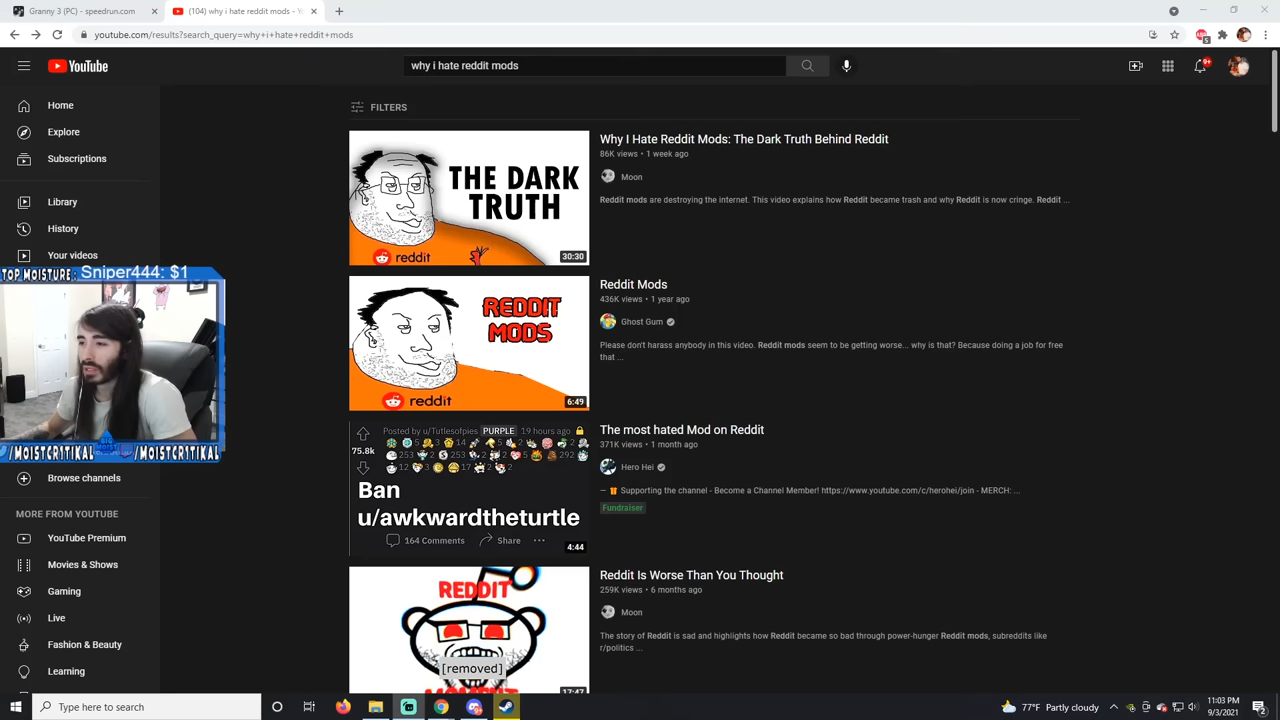 Granny 3 (PC) - speedrun.com
(104) why i hate reddit mods - Y
youtube.com/results?search_query=why+i+hate+reddit+mods
YouTube
why i hate reddit mods
9+
Home
Explore
Subscriptions
Library
History
Your videos
TOP MOISTURE: Sniper444: $1
BIG
MOIST
/MOISTCR1TIKAL
/MOISTCR1TIKAL
Browse channels
MORE FROM YOUTUBE
YouTube Premium
Movies & Shows
Gaming
Live
Fashion & Beauty
Learning
FILTERS
THE DARK
TRUTH
reddit
30:30
Why I Hate Reddit Mods: The Dark Truth Behind Reddit
86K views • 1 week ago
Moon
Reddit mods are destroying the internet. This video explains how Reddit became trash and why Reddit is now cringe. Reddit ...
REDDIT
MODS
reddit
6:49
Reddit Mods
436K views • 1 year ago
Ghost Gum
Please don't harass anybody in this video. Reddit mods seem to be getting worse... why is that? Because doing a job for free
that ...
Posted by u/Tutlesofpies PURPLE 19 hours ago
75.8k
Ban
u/awkwardtheturtle
164 Comments Share ...
4:44
The most hated Mod on Reddit
371K views • 1 month ago
Hero Hei
– Supporting the channel - Become a Channel Member! https://www.youtube.com/c/herohei/join - MERCH: ...
Fundraiser
REDDIT
[removed]
MOMENT
17:47
Reddit Is Worse Than You Thought
259K views • 6 months ago
Moon
The story of Reddit is sad and highlights how Reddit became so bad through power-hunger Reddit mods, subreddits like
r/politics ...
Type here to search
77°F Partly cloudy
11:03 PM
9/3/2021
2